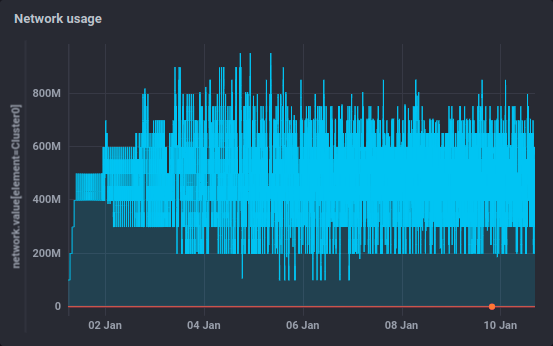 Network usage
network.value[element=Cluster0]
800M
600M
400M
200M
0
02 Jan
04 Jan
06 Jan
08 Jan
10 Jan